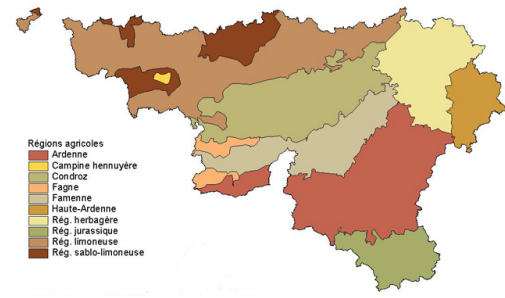 Régions agricoles
Ardenne
Campine hennuyère
Condroz
Fagne
Famenne
Haute-Ardenne
Rég. herbagère
Rég. jurassique
Rég. limoneuse
Rég. sablo-limoneuse